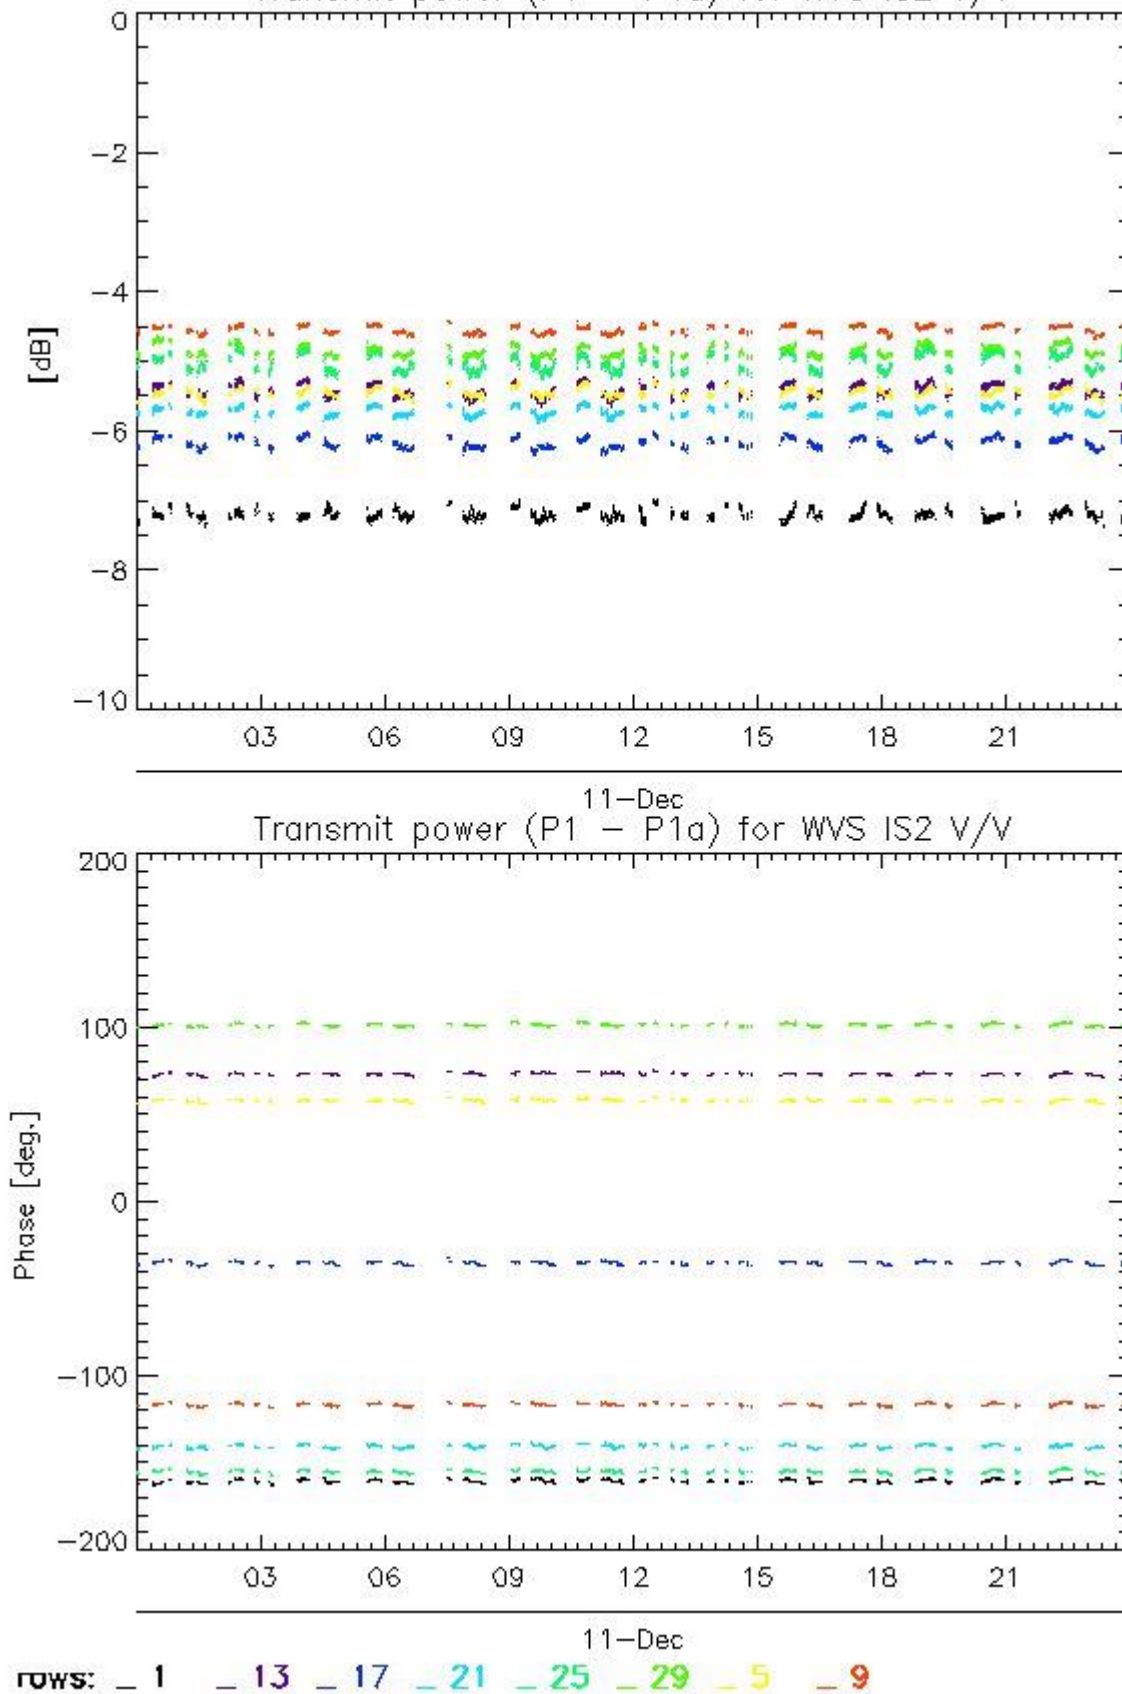 0
−2
−4
−6
−8
−10
[dB]
03 06 09 12 15 18 21
11−Dec
Transmit power (P1 − P1a) for WVS IS2 V/V
200
100
0
−100
−200
Phase [deg.]
03 06 09 12 15 18 21
11−Dec
rows: _ 1 _ 13 _ 17 _ 21 _ 25 _ 29 _ 5 _ 9